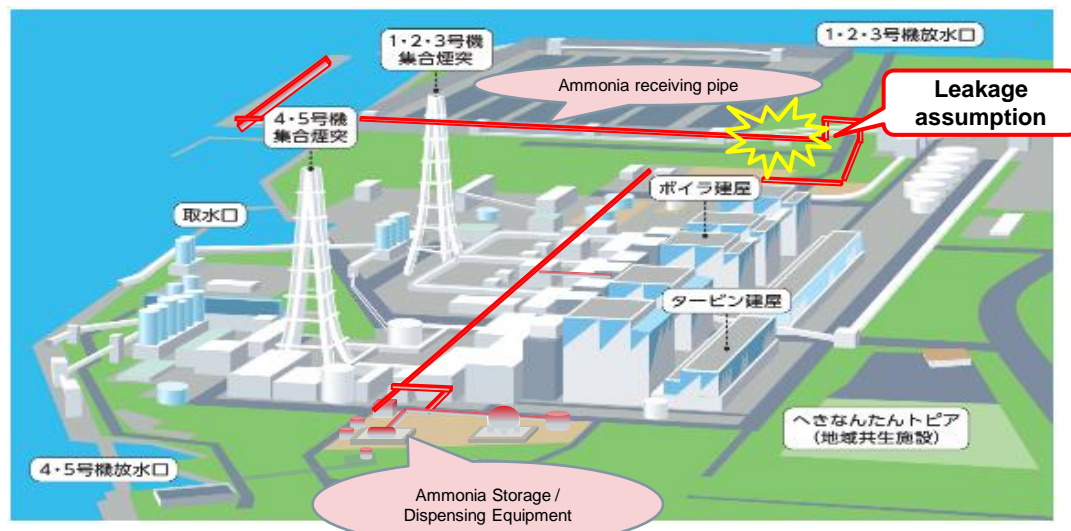 1・2・3号機放水口
1・2・3号機
集合煙突
Ammonia receiving pipe
Leakage
assumption
4・5号機
集合煙突
ボイラ建屋
取水口
タービン建屋
へきなんたんトピア
(地域共生施設)
4・5号機放水口
Ammonia Storage /
Dispensing Equipment